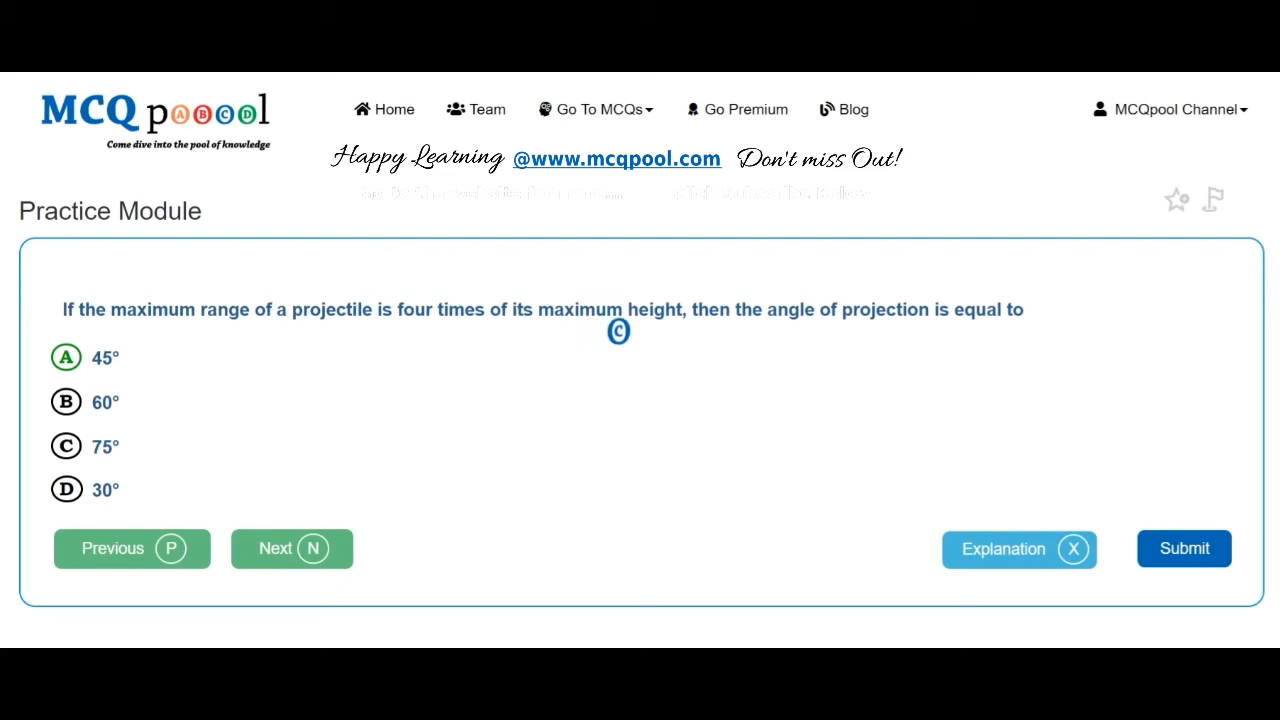 MCQ pABCDl
Come dive into the pool of knowledge
Home
Team
Go To MCQs
Go Premium
Blog
MCQpool Channel
Happy Learning @www.mcqpool.com Don't miss Out!
Practice Module
If the maximum range of a projectile is four times of its maximum height, then the angle of projection is equal to
C
A 45°
B 60°
C 75°
D 30°
Previous P
Next N
Explanation X
Submit